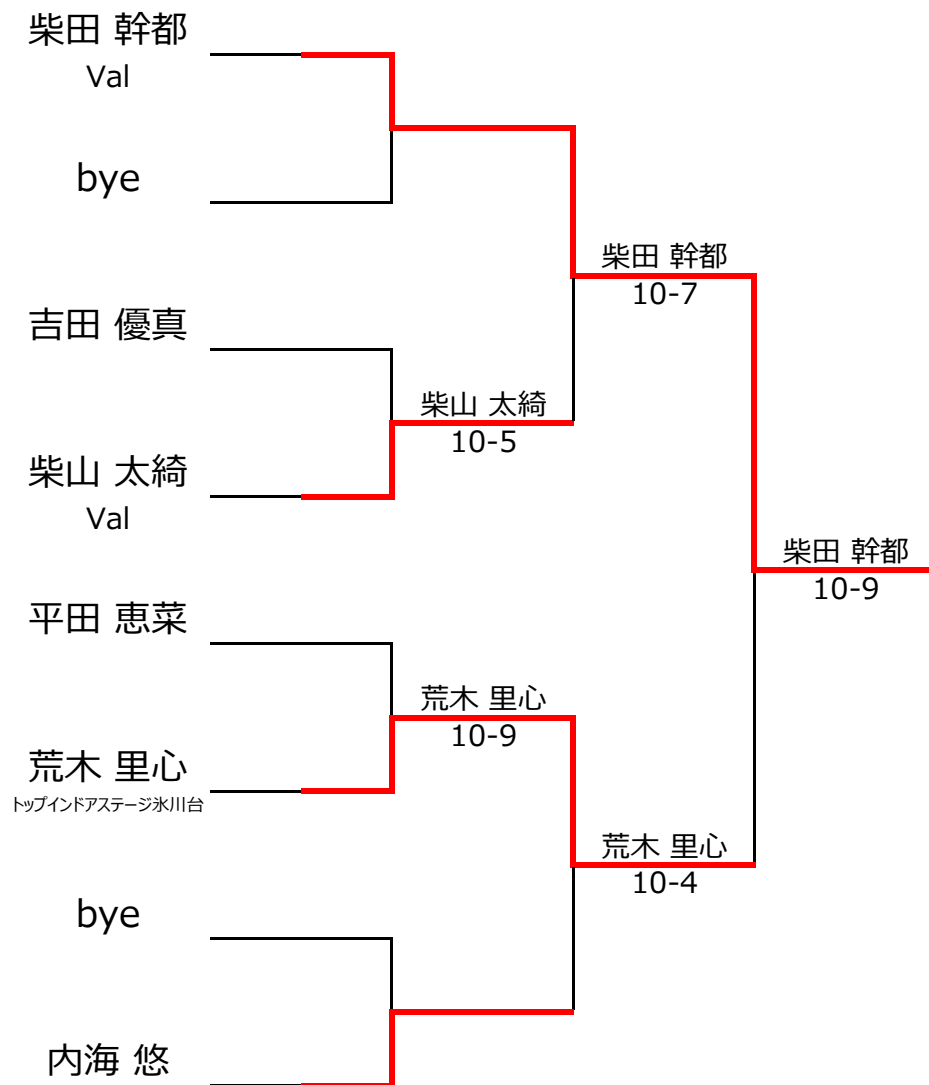 柴田 幹都
Val
bye
吉田 優真
柴山 太綺
Val
平田 恵菜
荒木 里心
トップインドアステージ氷川台
bye
内海 悠
柴山 太綺
10-5
荒木 里心
10-9
柴田 幹都
10-7
荒木 里心
10-4
柴田 幹都
10-9